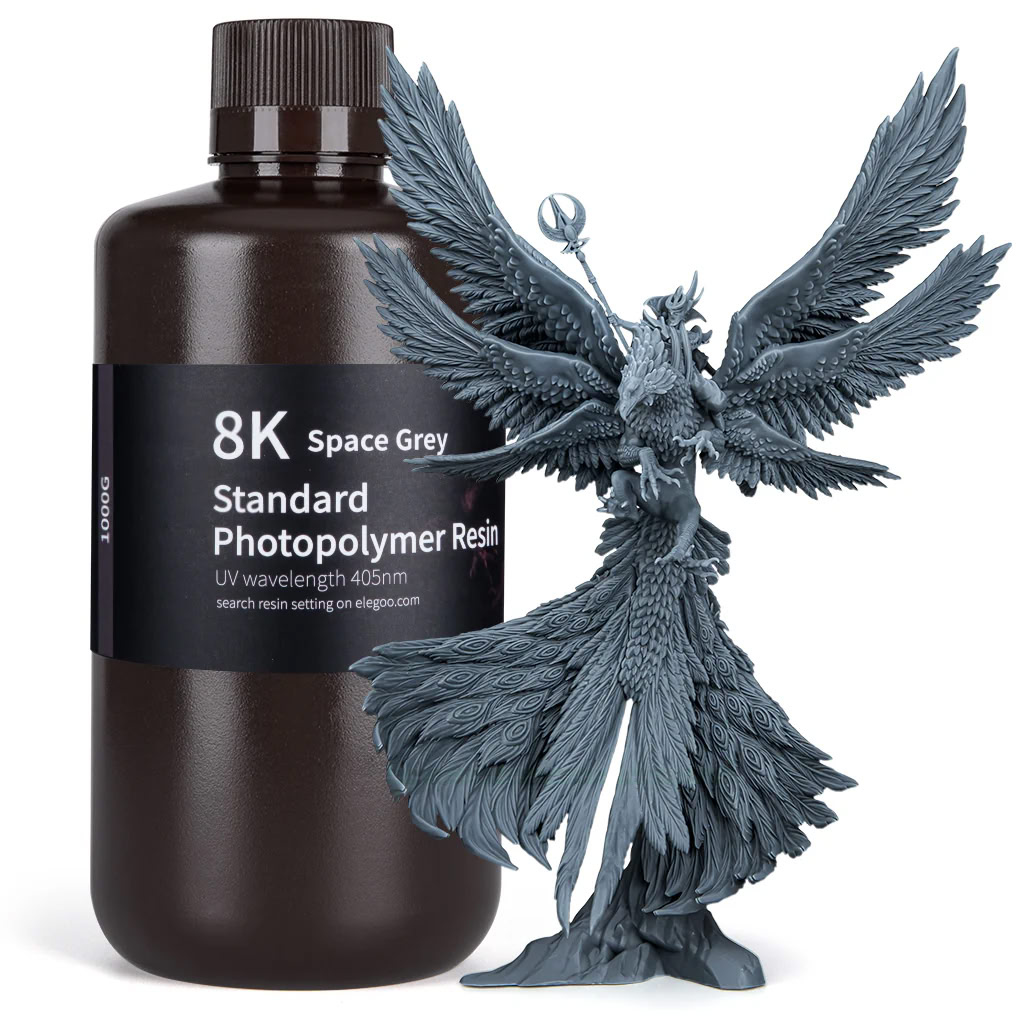 8K Space Grey
Standard
Photopolymer Resin
UV wavelength 405nm
search resin setting on elegoo.com
1000G